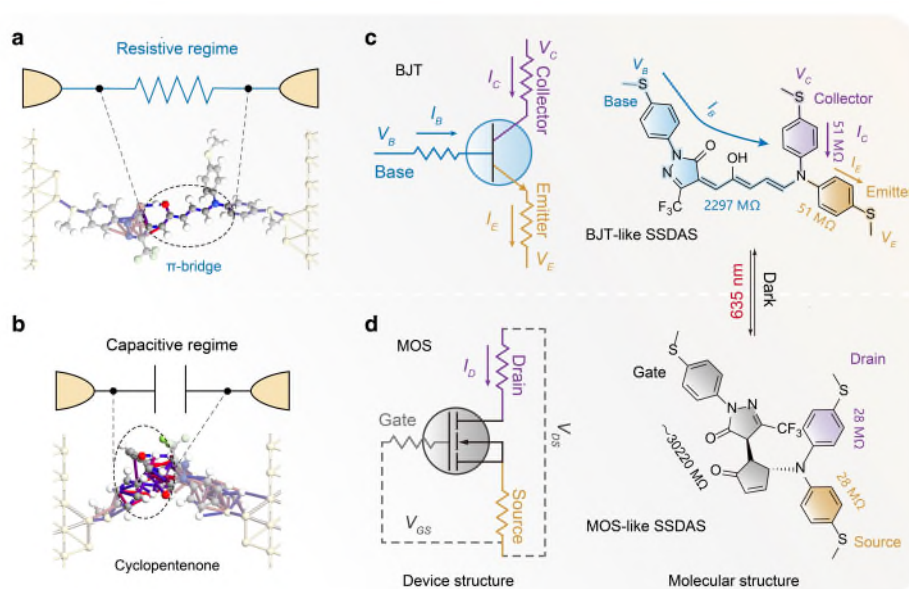 a
Resistive regime
π-bridge
b
Capacitive regime
Cyclopentenone
c
BJT
V_C
I_C
Collector
V_B
I_B
Base
Emitter
I_E
V_E
V_B
S
Base
I_B
N
N
O
OH
F₃C
2297 MΩ
V_C
S
Collector
51 MΩ
I_C
N
I_E
Emitter
51 MΩ
S
V_E
BJT-like SSDAS
635 nm
Dark
d
MOS
I_D
Drain
Gate
V_DS
Source
V_GS
Device structure
S
Gate
N
N
O
CF₃
~30220 MΩ
O
N
Drain
S
28 MΩ
28 MΩ
S
Source
MOS-like SSDAS
Molecular structure